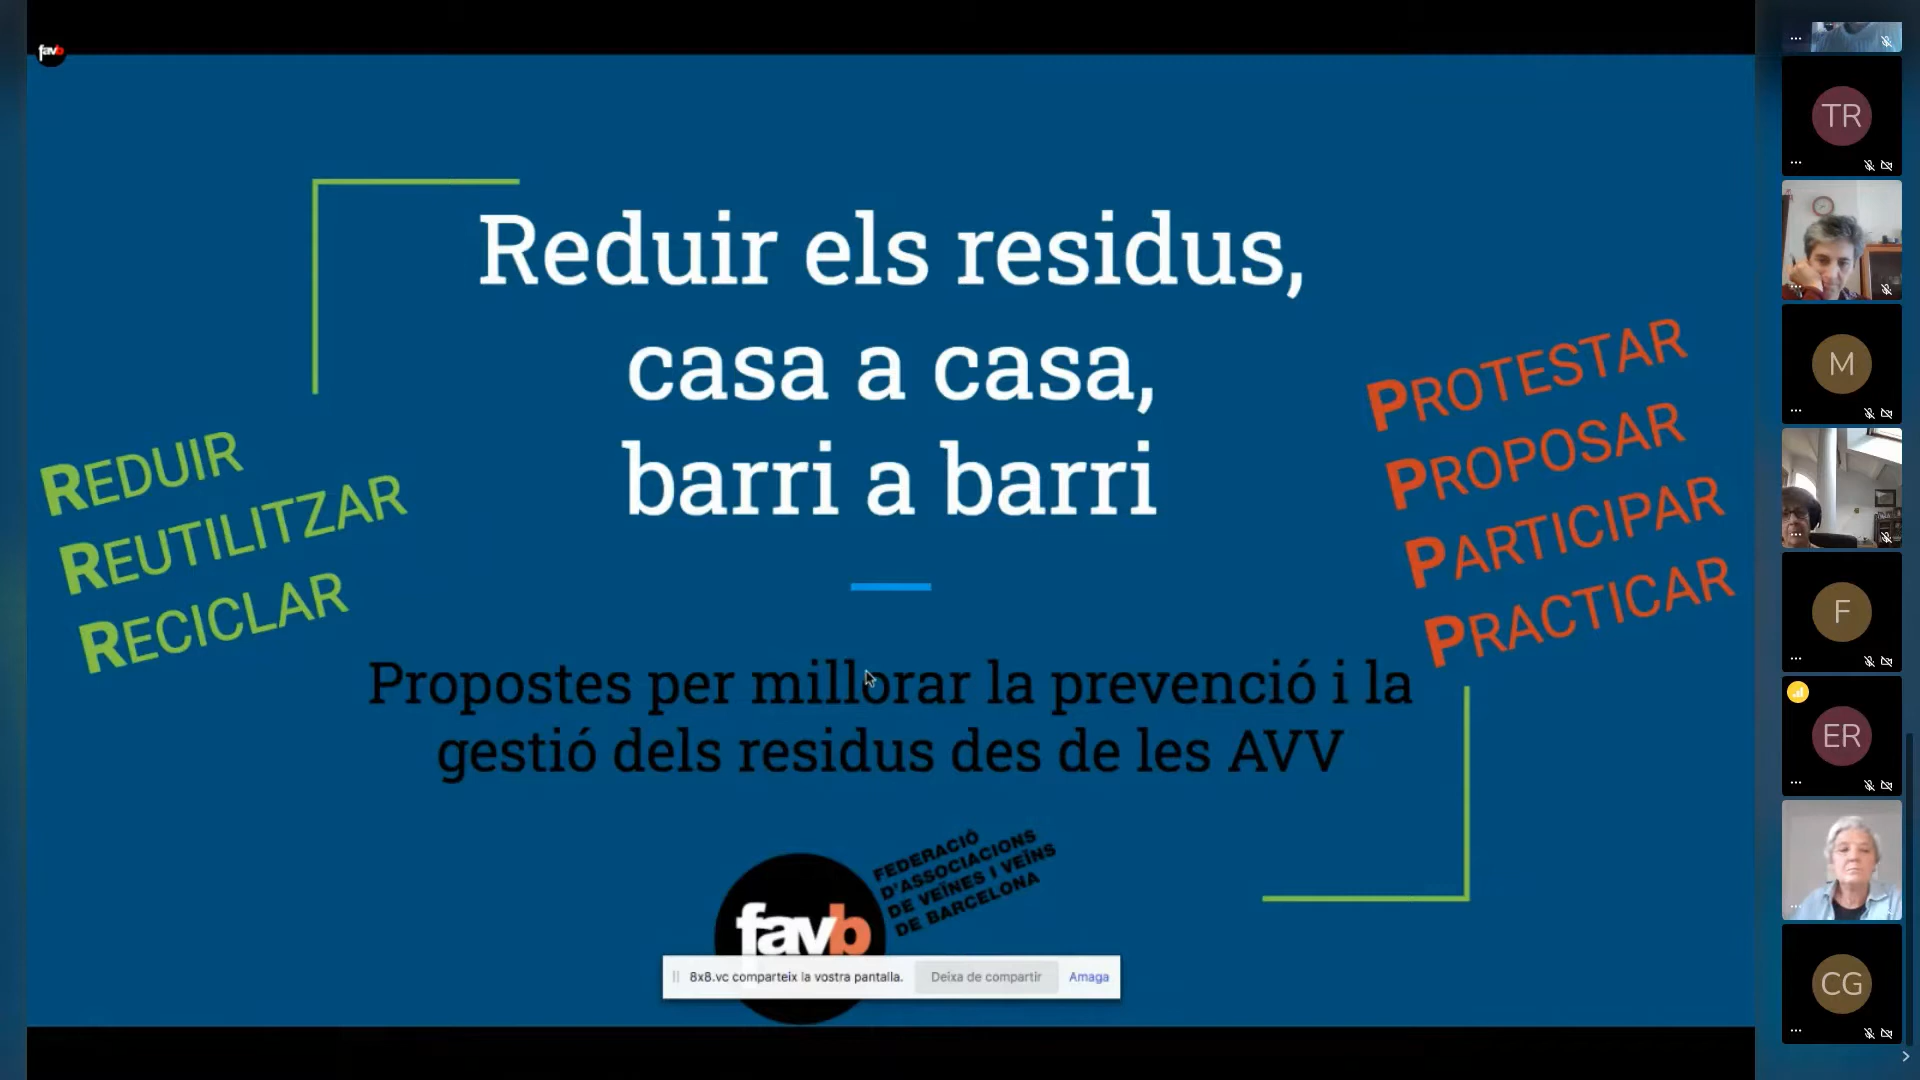 favb
Reduir els residus,
casa a casa,
barri a barri
REDUIR
REUTILITZAR
RECICLAR
PROTESTAR
PROPOSAR
PARTICIPAR
PRACTICAR
Propostes per millorar la prevenció i la
gestió dels residus des de les AVV
favb
FEDERACIÓ
D'ASSOCIACIONS
DE VEÏNES I VEÏNS
DE BARCELONA
8x8.vc comparteix la vostra pantalla.
Deixa de compartir
Amaga
TR
M
F
ER
CG